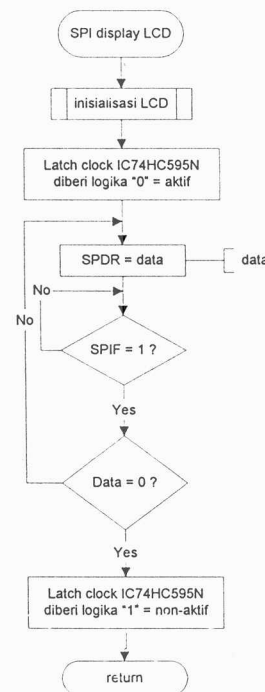 SPI display LCD
inisialisasi LCD
Latch clock IC74HC595N
diberi logika "0" = aktif
SPDR = data
data
No
No
SPIF = 1 ?
Yes
Data = 0 ?
Yes
Latch clock IC74HC595N
diberi logika "1" = non-aktif
return